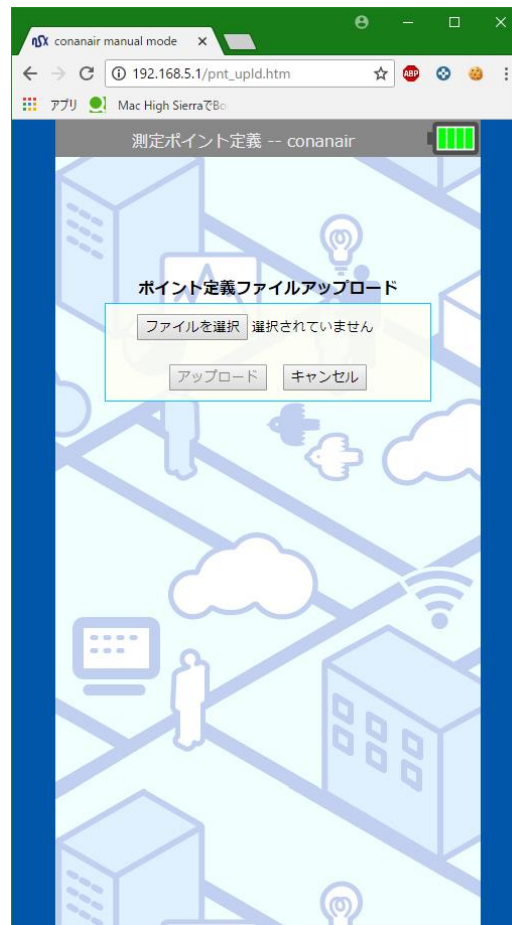 nsx conanair manual mode
192.168.5.1/pnt_upld.htm
ABP
アプリ Mac High SierraでBo
測定ポイント定義 -- conanair
ポイント定義ファイルアップロード
ファイルを選択 選択されていません
アップロード キャンセル